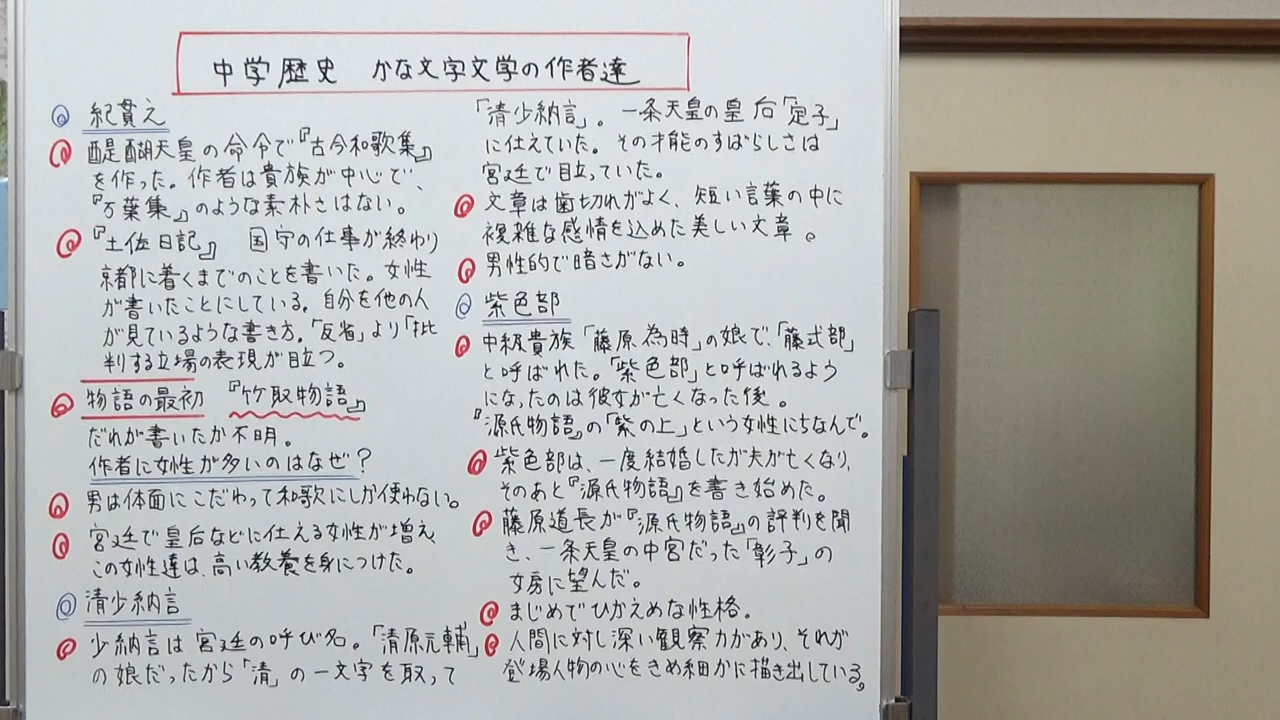 中学歴史 かな文字文学の作者達
紀貫え
醍醐天皇の命令で『古今和歌集』
を作った。作者は貴族が中心で、
『万葉集』のような素朴さはない。
『土佐日記』 国守の仕事が終わり
京都に着くまでのことを書いた。女性
が書いたことにしている。自分を他の人
が見ているような書き方。「反省」より「批
判する立場の表現が目立つ。
物語の最初 『竹取物語』
だれが書いたか不明。
作者に女性が多いのはなぜ?
男は体面にこだわって和歌にしか使わない。
宮廷で皇后などに仕える女性が増え
この女性達は、高い教養を身につけた。
清少納言
少納言は宮廷の呼び名。「清原元輔」
の娘だったから「清」の一文字を取って
「清少納言」。一条天皇の皇后「定子」
に仕えていた。その才能のすばらしさは
宮廷で目立っていた。
文章は歯切れがよく、短い言葉の中に
複雑な感情を込めた美しい文章。
男性的で暗さがない。
紫色部
中級貴族「藤原為時」の娘で、「藤式部」
と呼ばれた。「紫色部」と呼ばれるよう
になったのは彼女が亡くなった後。
『源氏物語』の「紫の上」という女性にちなんで。
紫色部は、一度結婚したが夫が亡くなり、
そのあと『源氏物語』を書き始めた。
藤原道長が『源氏物語』の評判を聞
き、一条天皇の中宮だった「彰子」の
女房に望んだ。
まじめでひかえめな性格。
人間に対し深い観察力があり、それが
登場人物の心をきめ細かに描き出している。